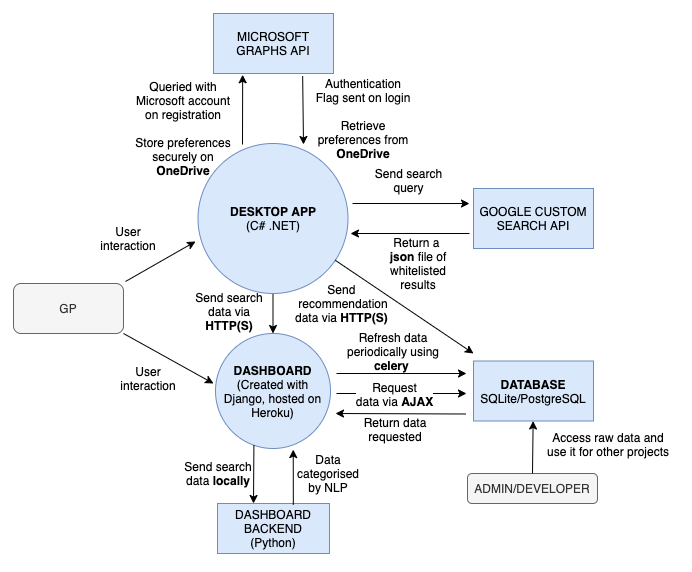 MICROSOFT
GRAPHS API
Queried with
Microsoft account
on registration
Authentication
Flag sent on login
Store preferences
securely on
OneDrive
Retrieve
preferences from
OneDrive
DESKTOP APP
(C# .NET)
Send search
query
GOOGLE CUSTOM
SEARCH API
Return a
json file of
whitelisted
results
User
interaction
GP
Send search
data via
HTTP(S)
Send
recommendation
data via HTTP(S)
User
interaction
DASHBOARD
(Created with
Django, hosted on
Heroku)
Refresh data
periodically using
celery
Request
data via AJAX
Return data
requested
DATABASE
SQLite/PostgreSQL
Access raw data and
use it for other projects
ADMIN/DEVELOPER
Send search
data locally
Data
categorised
by NLP
DASHBOARD
BACKEND
(Python)